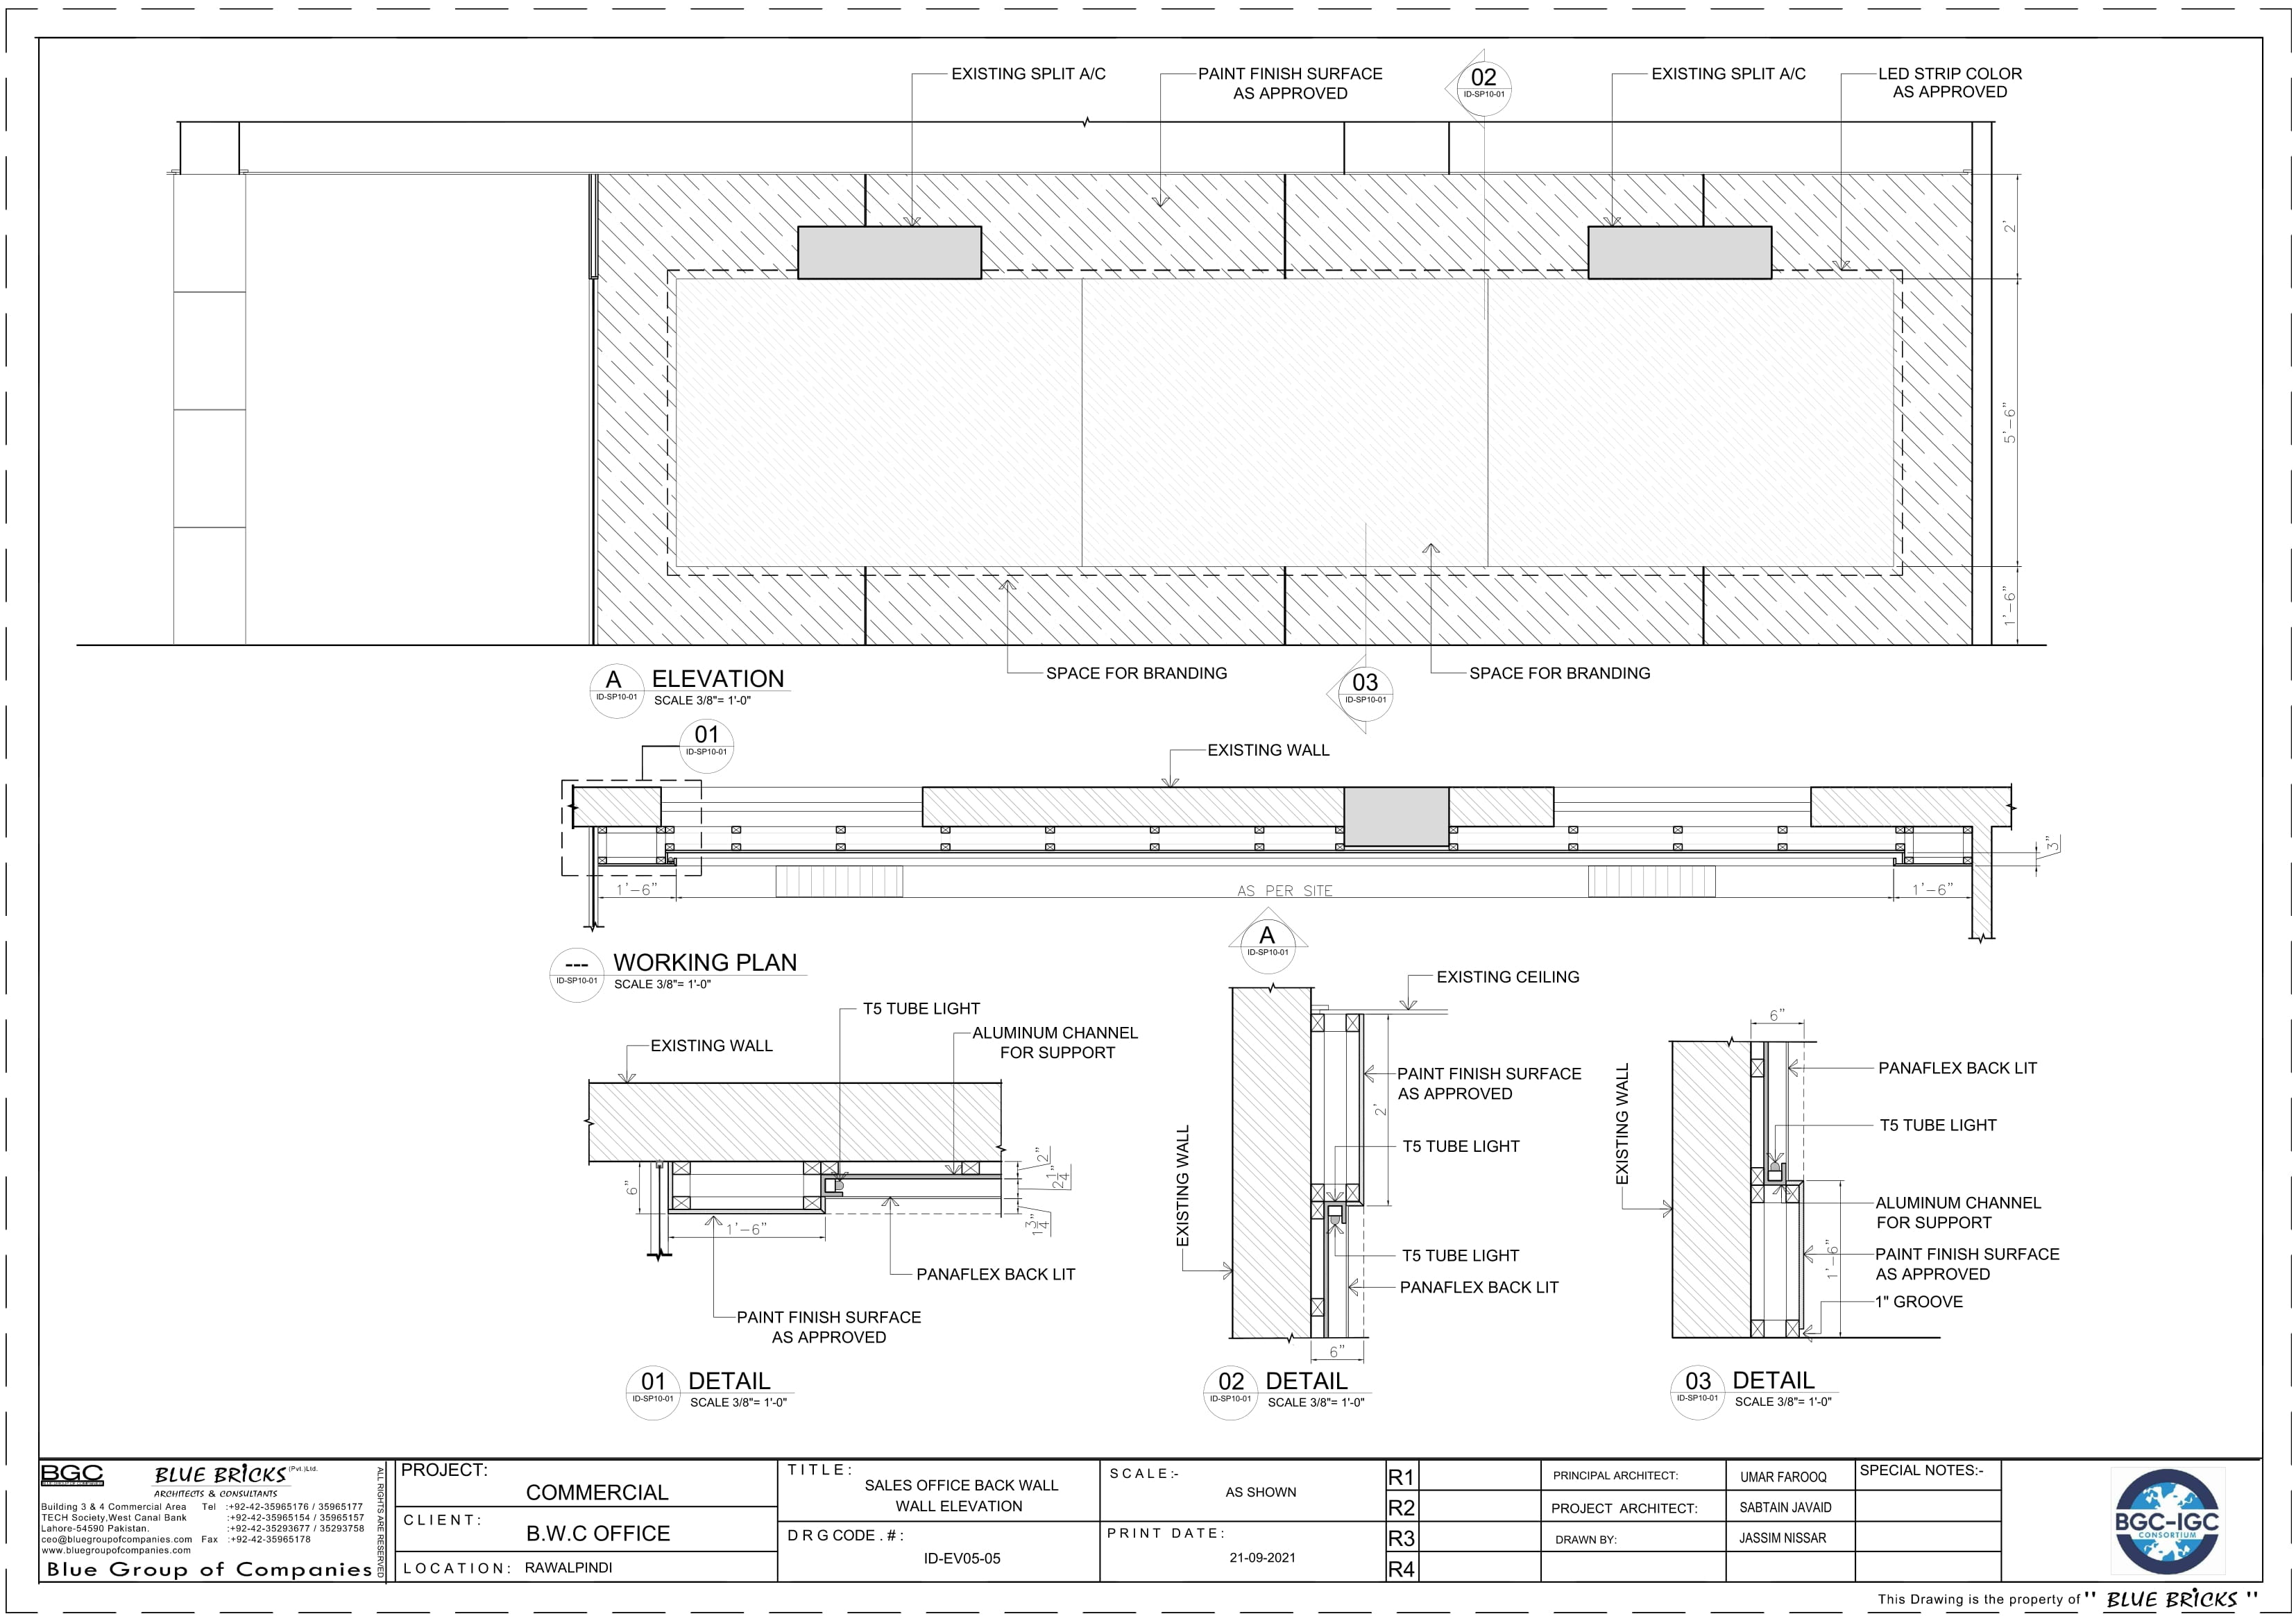 EXISTING SPLIT A/C
PAINT FINISH SURFACE
AS APPROVED
02
ID-SP10-01
EXISTING SPLIT A/C
LED STRIP COLOR
AS APPROVED
2'
5'-6"
1'-6"
A
ID-SP10-01
ELEVATION
SCALE 3/8"= 1'-0"
SPACE FOR BRANDING
03
ID-SP10-01
SPACE FOR BRANDING
01
ID-SP10-01
EXISTING WALL
3"
1'-6"
AS PER SITE
1'-6"
A
ID-SP10-01
---
ID-SP10-01
WORKING PLAN
SCALE 3/8"= 1'-0"
T5 TUBE LIGHT
ALUMINUM CHANNEL
FOR SUPPORT
EXISTING WALL
6"
2"
2 1/4"
1 3/4"
1'-6"
PANAFLEX BACK LIT
PAINT FINISH SURFACE
AS APPROVED
01
ID-SP10-01
DETAIL
SCALE 3/8"= 1'-0"
EXISTING CEILING
PAINT FINISH SURFACE
AS APPROVED
2'
T5 TUBE LIGHT
EXISTING WALL
T5 TUBE LIGHT
PANAFLEX BACK LIT
6"
02
ID-SP10-01
DETAIL
SCALE 3/8"= 1'-0"
6"
EXISTING WALL
PANAFLEX BACK LIT
T5 TUBE LIGHT
ALUMINUM CHANNEL
FOR SUPPORT
1'-6"
PAINT FINISH SURFACE
AS APPROVED
1" GROOVE
03
ID-SP10-01
DETAIL
SCALE 3/8"= 1'-0"
BGC
BLUE BRICKS (Pvt.)Ltd.
ARCHITECTS & CONSULTANTS
Building 3 & 4 Commercial Area Tel :+92-42-35965176 / 35965177
TECH Society,West Canal Bank :+92-42-35965154 / 35965157
Lahore-54590 Pakistan. :+92-42-35293677 / 35293758
ceo@bluegroupofcompanies.com Fax :+92-42-35965178
www.bluegroupofcompanies.com
Blue Group of Companies
ALL RIGHTS ARE RESERVED
PROJECT:
COMMERCIAL
CLIENT:
B.W.C OFFICE
LOCATION: RAWALPINDI
TITLE:
SALES OFFICE BACK WALL
WALL ELEVATION
DRG CODE . # :
ID-EV05-05
SCALE:-
AS SHOWN
PRINT DATE:
21-09-2021
R1
R2
R3
R4
PRINCIPAL ARCHITECT: UMAR FAROOQ
PROJECT ARCHITECT: SABTAIN JAVAID
DRAWN BY: JASSIM NISSAR
SPECIAL NOTES:-
BGC-IGC
CONSORTIUM
This Drawing is the property of " BLUE BRICKS "